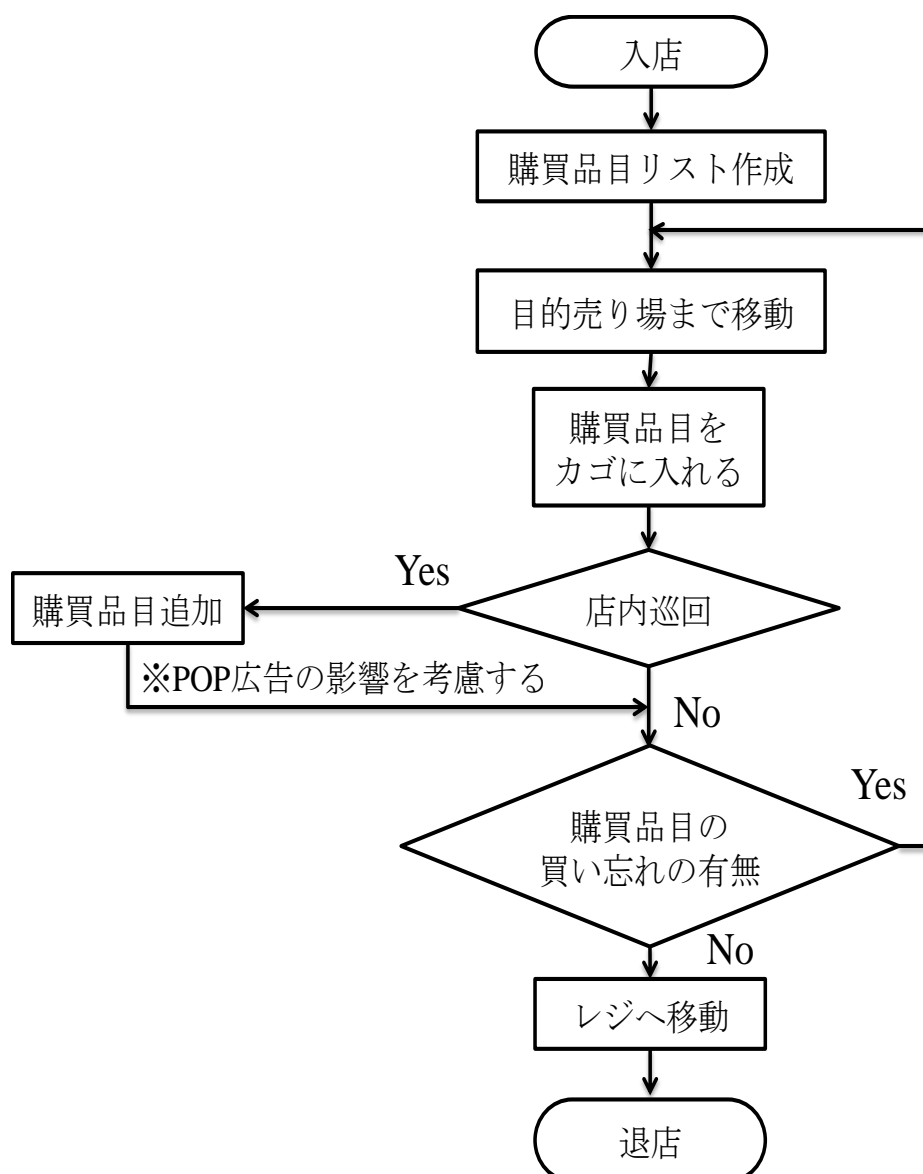 入店
購買品目リスト作成
目的売り場まで移動
購買品目を
カゴに入れる
Yes
店内巡回
購買品目追加
※POP広告の影響を考慮する
No
Yes
購買品目の
買い忘れの有無
No
レジへ移動
退店